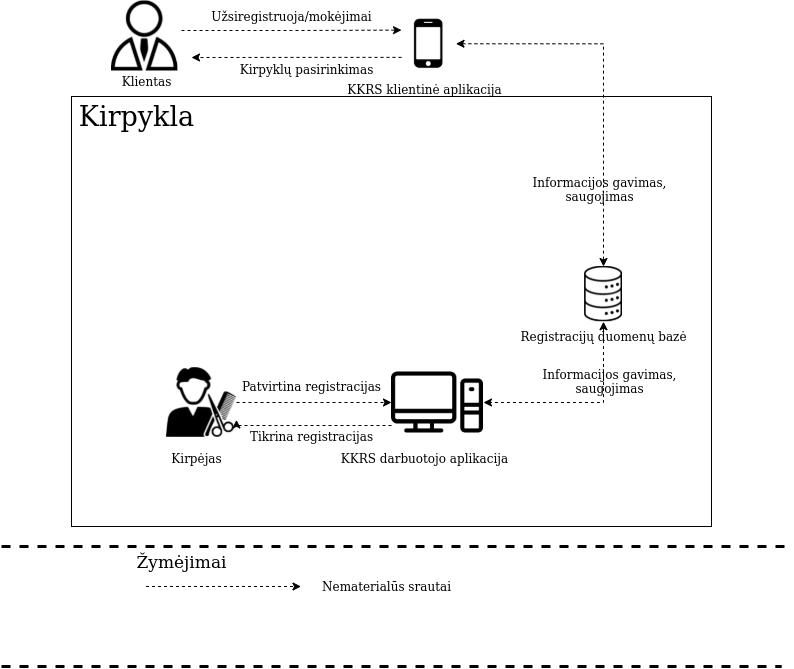 Užsiregistruoja/mokėjimai
Kirpyklų pasirinkimas
Klientas
KKRS klientinė aplikacija
Kirpykla
Informacijos gavimas,
saugojimas
Registracijų duomenų bazė
Informacijos gavimas,
saugojimas
Patvirtina registracijas
Tikrina registracijas
Kirpėjas
KKRS darbuotojo aplikacija
Žymėjimai
Nematerialūs srautai